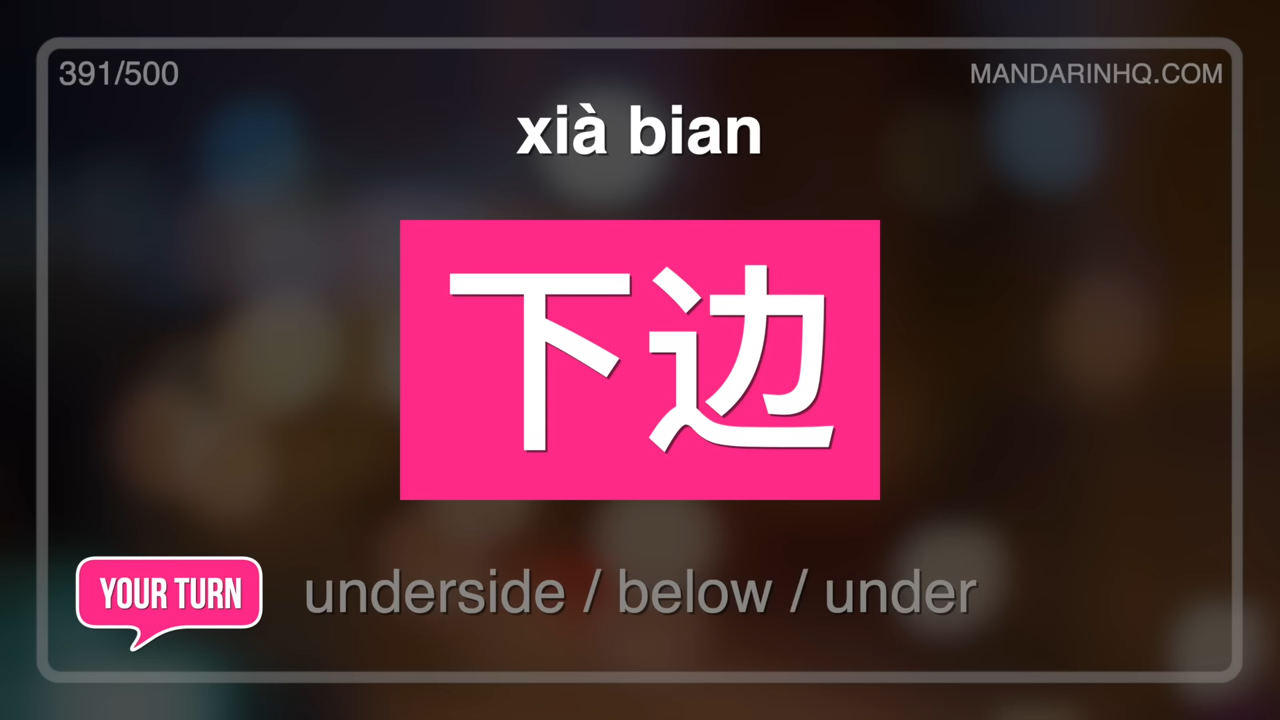 391/500
MANDARINHQ.COM
xià bian
下边
YOUR TURN
underside / below / under